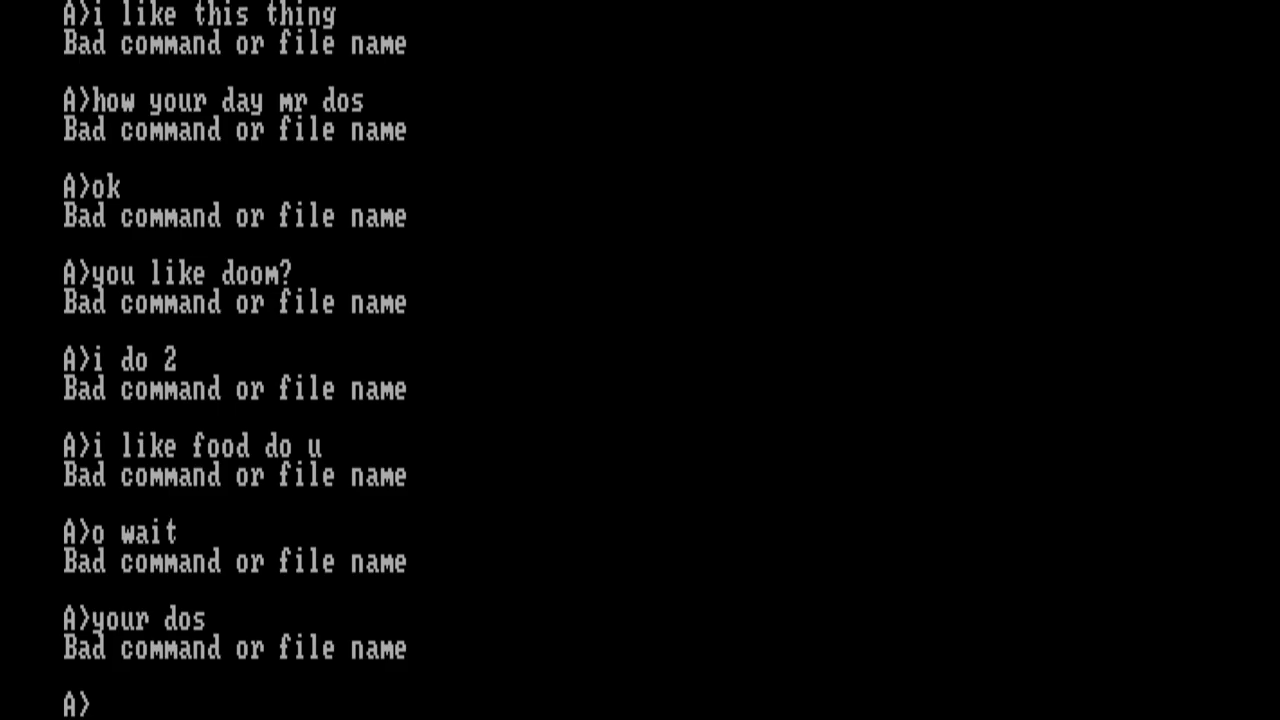 A>i like this thing
Bad command or file name
A>how your day mr dos
Bad command or file name
A>ok
Bad command or file name
A>you like doom?
Bad command or file name
A>i do 2
Bad command or file name
A>i like food do u
Bad command or file name
A>o wait
Bad command or file name
A>your dos
Bad command or file name
A>